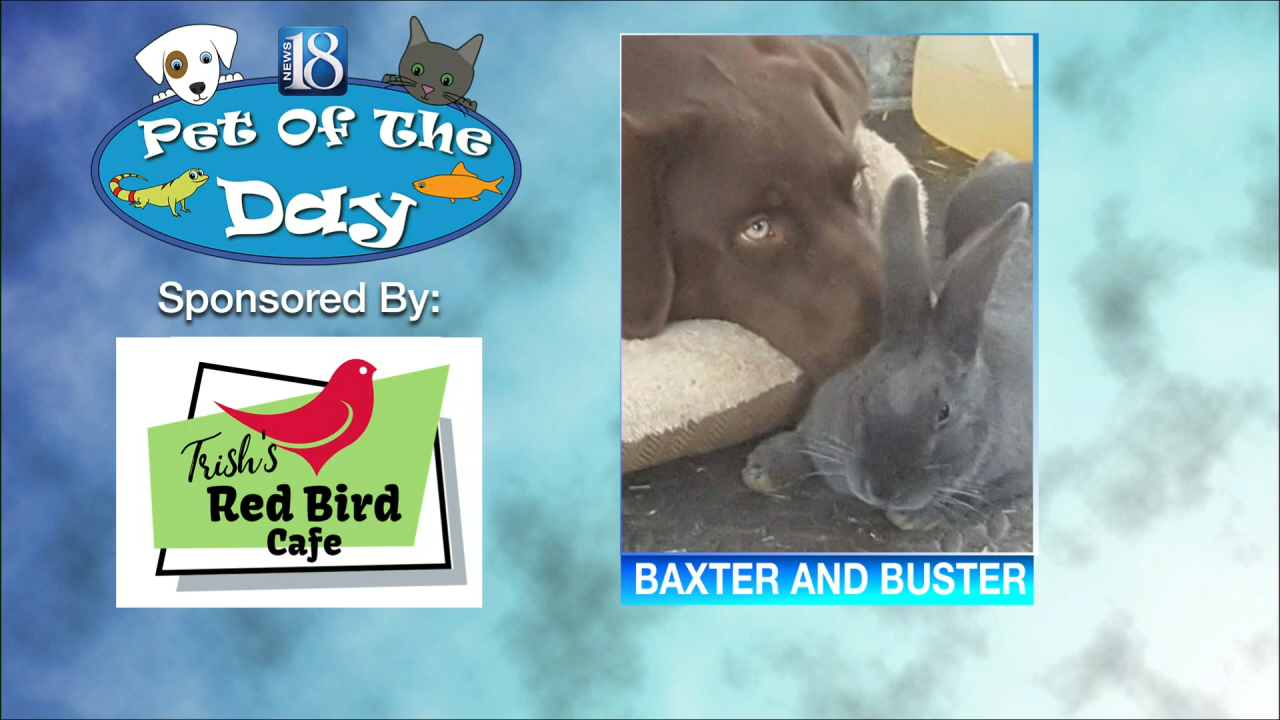 NEWS 18
Pet Of The
Day
Sponsored By:
Trish's
Red Bird
Cafe
BAXTER AND BUSTER